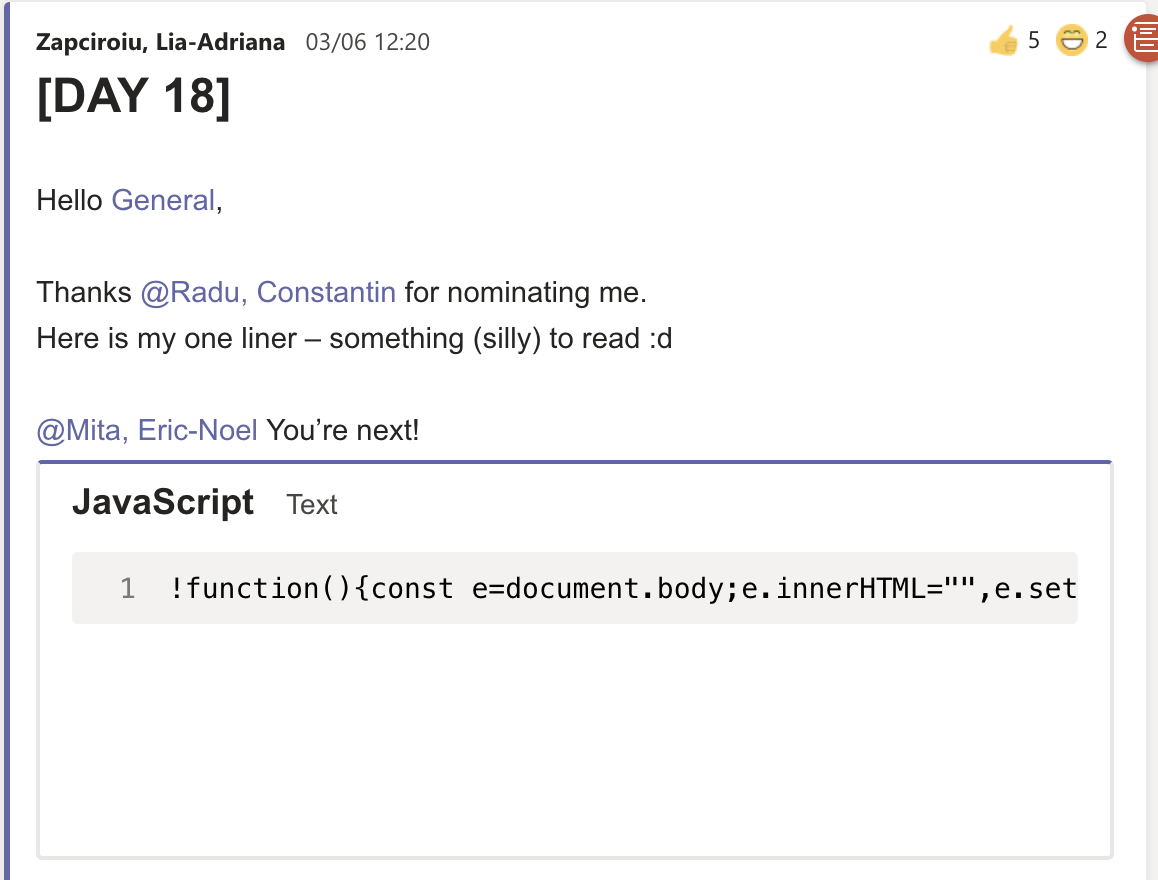 Zapciroiu, Lia-Adriana 03/06 12:20 5 2
[DAY 18]
Hello General,
Thanks @Radu, Constantin for nominating me.
Here is my one liner – something (silly) to read :d
@Mita, Eric-Noel You’re next!
JavaScript Text
1 !function(){const e=document.body;e.innerHTML="",e.set